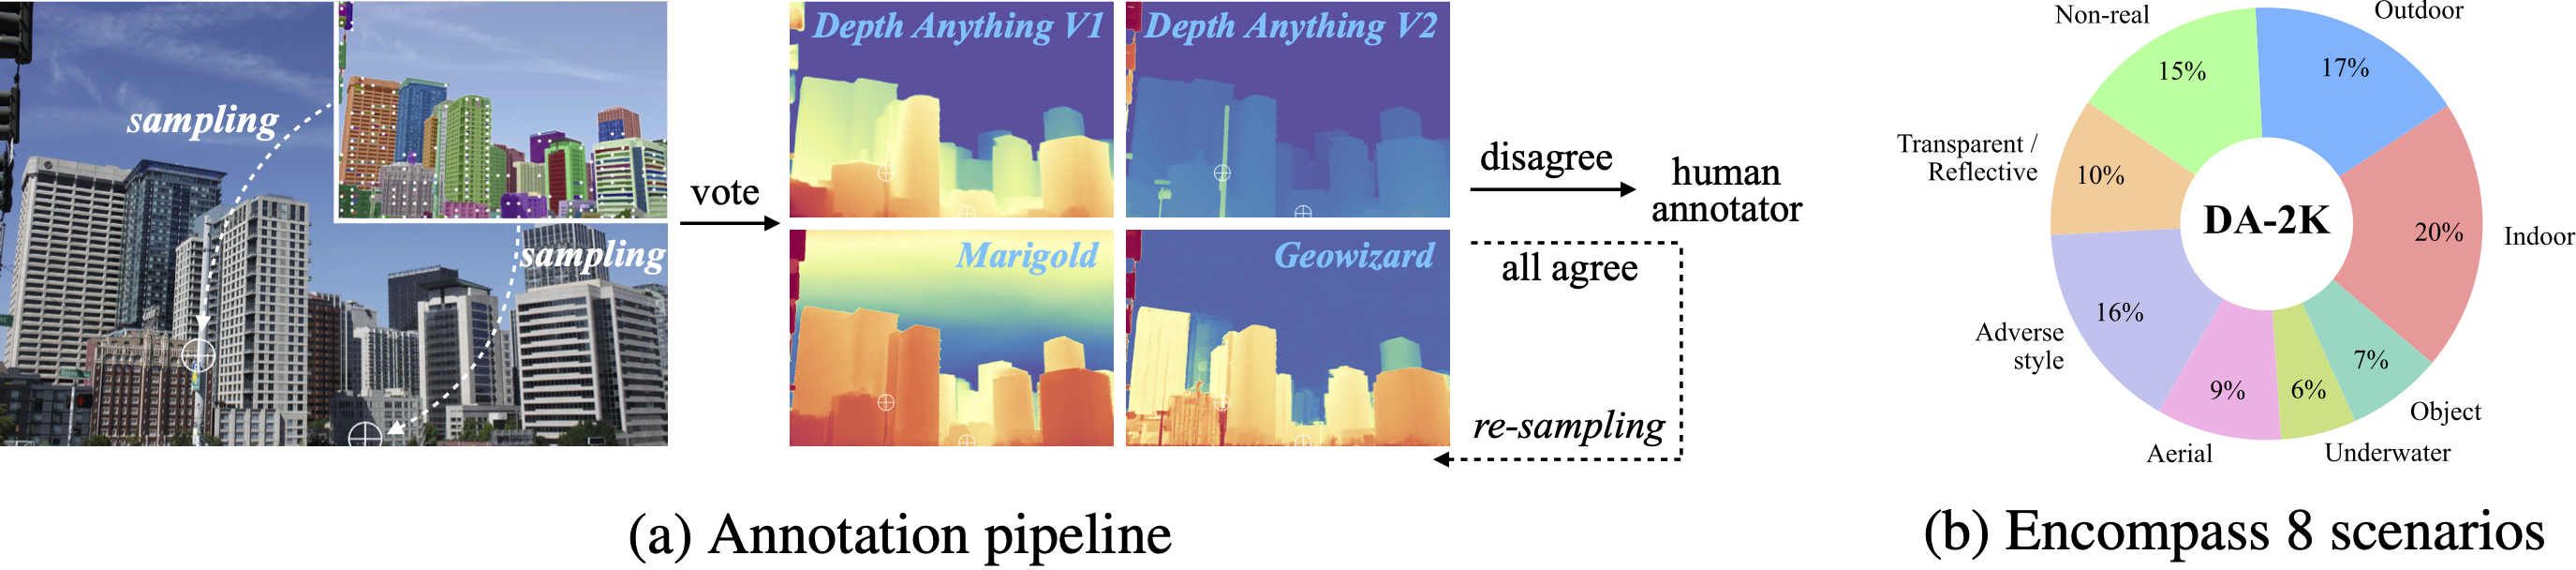 sampling
sampling
vote
Depth Anything V1
Depth Anything V2
Marigold
Geowizard
disagree
human
annotator
all agree
re-sampling
(a) Annotation pipeline
Non-real
Outdoor
15%
17%
Transparent /
Reflective
10%
DA-2K
20%
Indoor
16%
Adverse
style
9%
6%
7%
Object
Aerial
Underwater
(b) Encompass 8 scenarios